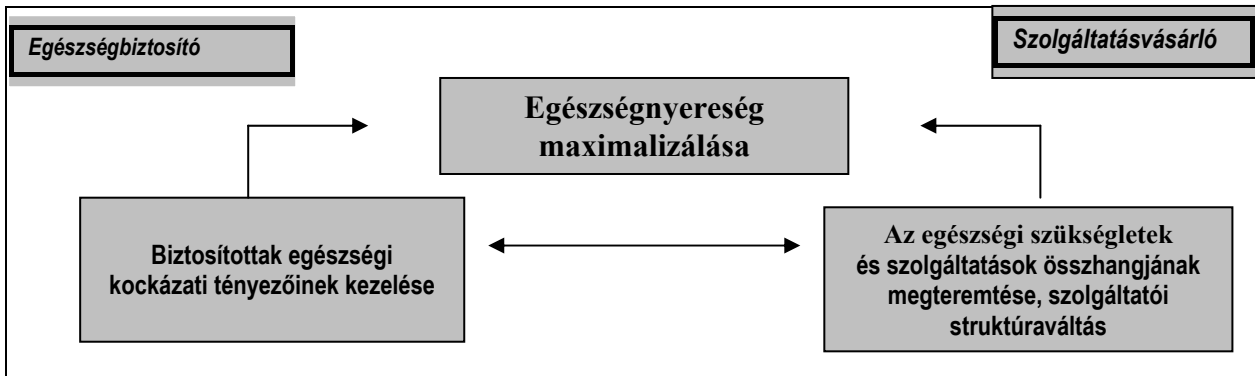 Egészségbiztosító
Szolgáltatásvásárló
Egészségnyereség
maximalizálása
Biztosítottak egészségi
kockázati tényezőinek kezelése
Az egészségi szükségletek
és szolgáltatások összhangjának
megteremtése, szolgáltatói
struktúraváltás